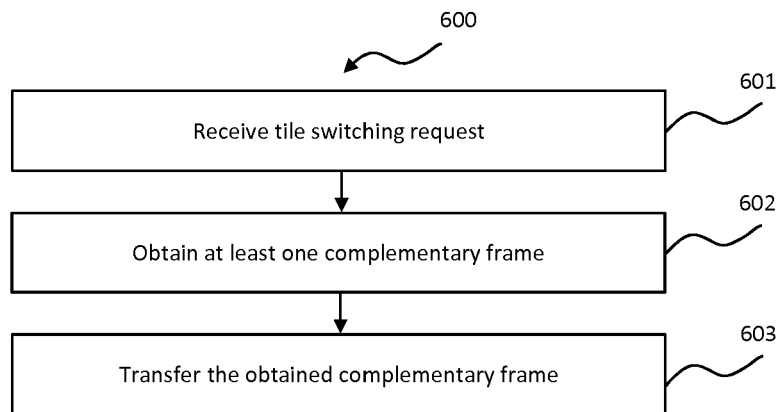 600
601
Receive tile switching request
602
Obtain at least one complementary frame
603
Transfer the obtained complementary frame